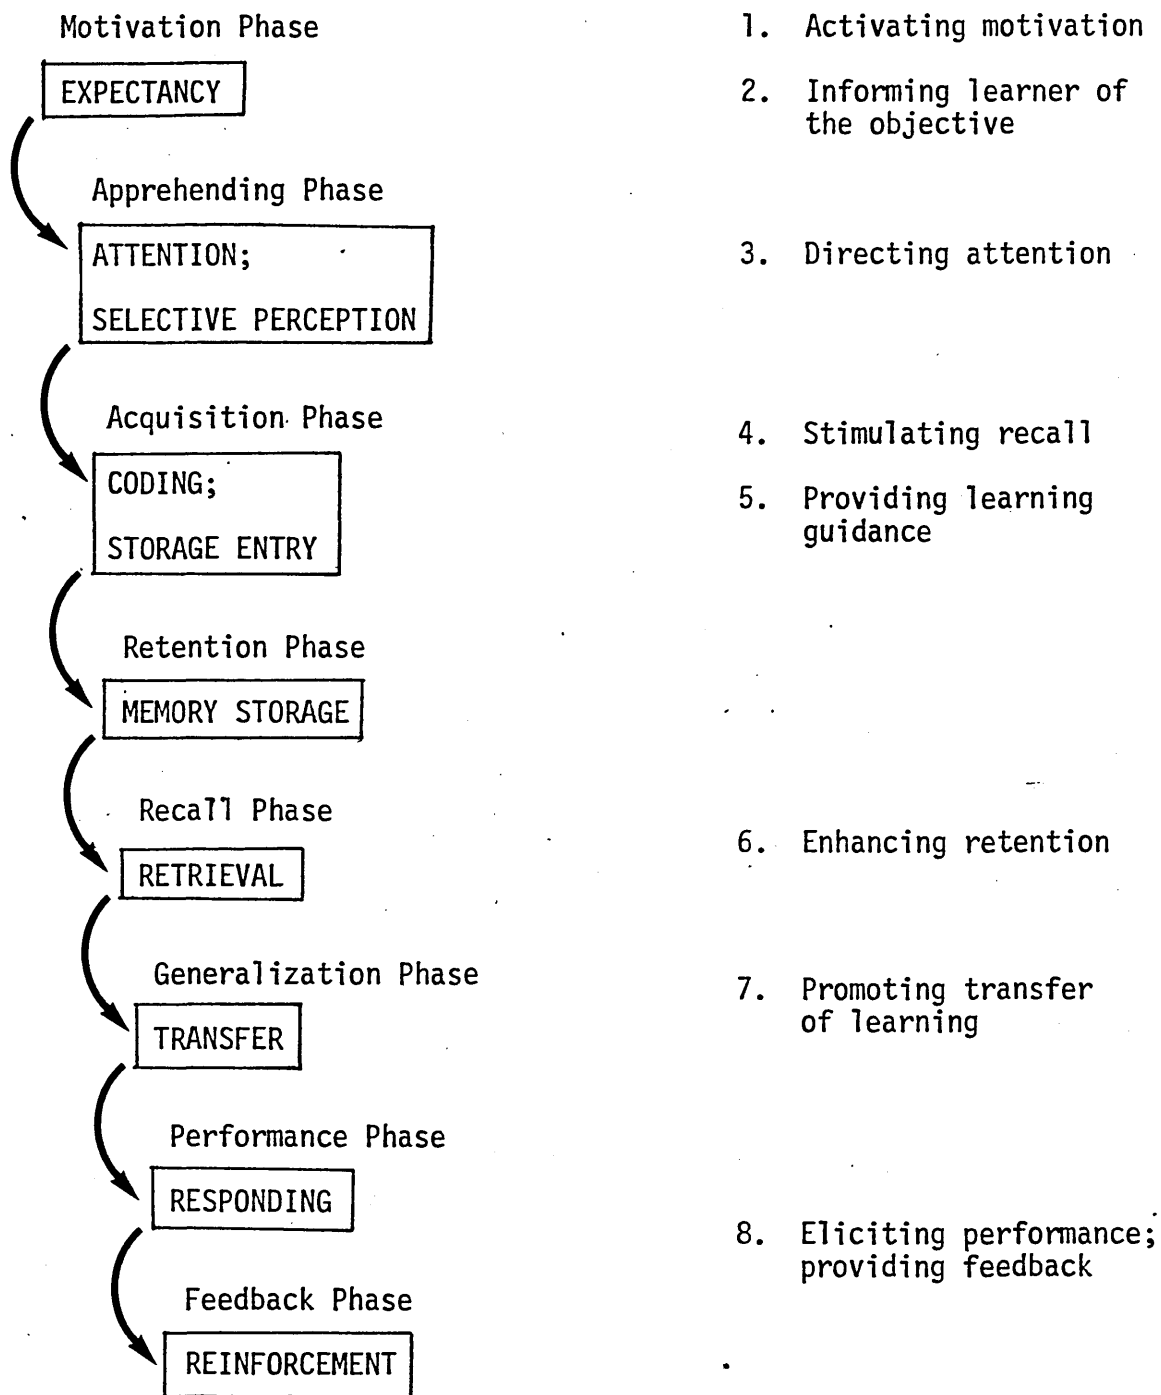 Motivation Phase
EXPECTANCY
Apprehending Phase
ATTENTION;
SELECTIVE PERCEPTION
Acquisition Phase
CODING;
STORAGE ENTRY
Retention Phase
MEMORY STORAGE
Recall Phase
RETRIEVAL
Generalization Phase
TRANSFER
Performance Phase
RESPONDING
Feedback Phase
REINFORCEMENT
1. Activating motivation
2. Informing learner of
the objective
3. Directing attention
4. Stimulating recall
5. Providing learning
guidance
6. Enhancing retention
7. Promoting transfer
of learning
8. Eliciting performance;
providing feedback